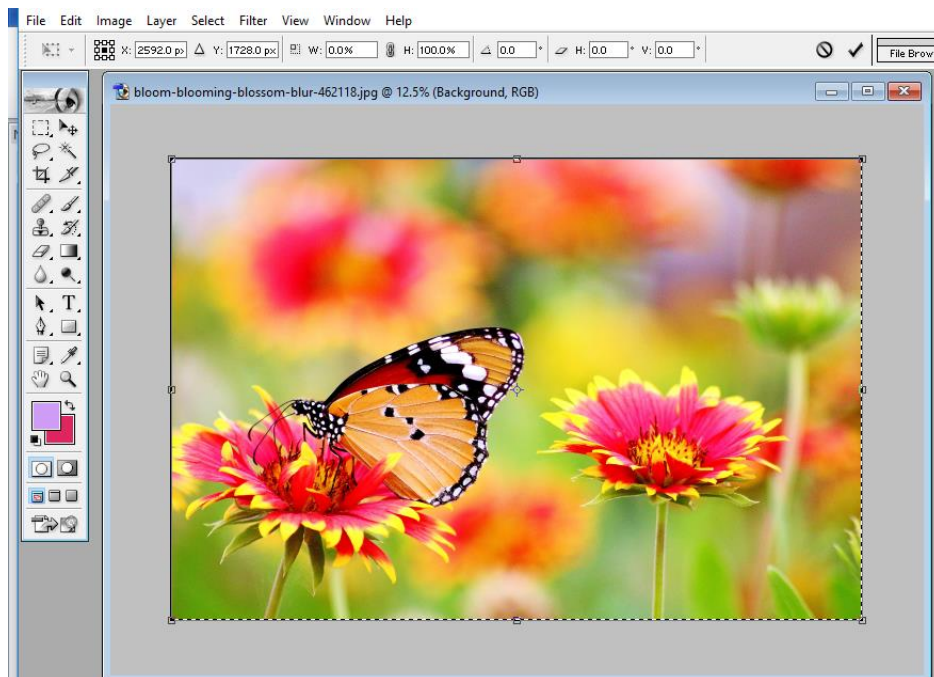 File Edit Image Layer Select Filter View Window Help
X: 2592.0 p> Δ Y: 1728.0 px W: 0.0% H: 100.0% 0.0 ° H: 0.0 ° V: 0.0 °
File Brow
bloom-blooming-blossom-blur-462118.jpg @ 12.5% (Background, RGB)
T